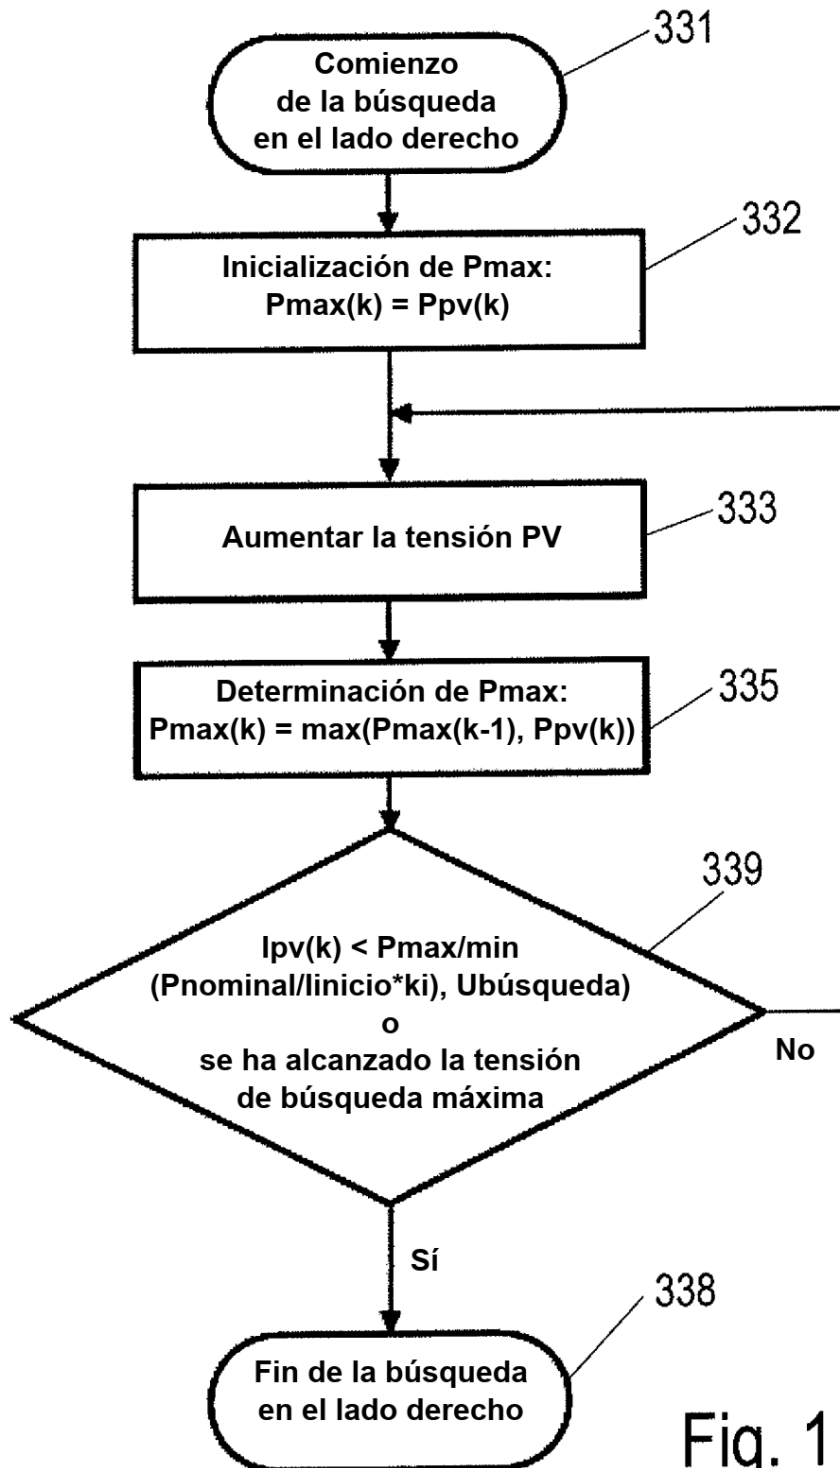 331
Comienzo
de la búsqueda
en el lado derecho
332
Inicialización de Pmax:
Pmax(k) = Ppv(k)
333
Aumentar la tensión PV
335
Determinación de Pmax:
Pmax(k) = max(Pmax(k-1), Ppv(k))
339
Ipv(k) < Pmax/min
(Pnominal/Iinicio*ki), Ubúsqueda)
o
se ha alcanzado la tensión
de búsqueda máxima
No
Sí
338
Fin de la búsqueda
en el lado derecho
Fig. 1